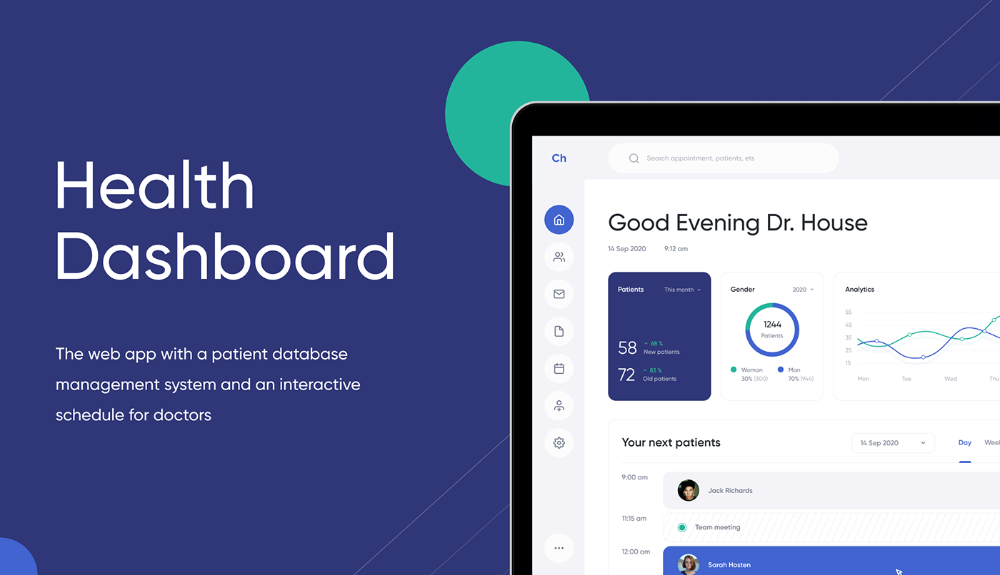 Health
Dashboard
The web app with a patient database
management system and an interactive
schedule for doctors
Ch
Search appointment, patients, ets
Good Evening Dr. House
14 Sep 2020 9:12 am
Patients This month
58 68 %
New patients
72 83 %
Old patients
Gender 2020
1244
Patients
Woman Man
30% (300) 70% (944)
Analytics
55
45
35
25
15
Mon Tue Wed Thu
Your next patients
14 Sep 2020
Day
9:00 am
Jack Richards
11:15 am
Team meeting
12:00 am
Sarah Hosten